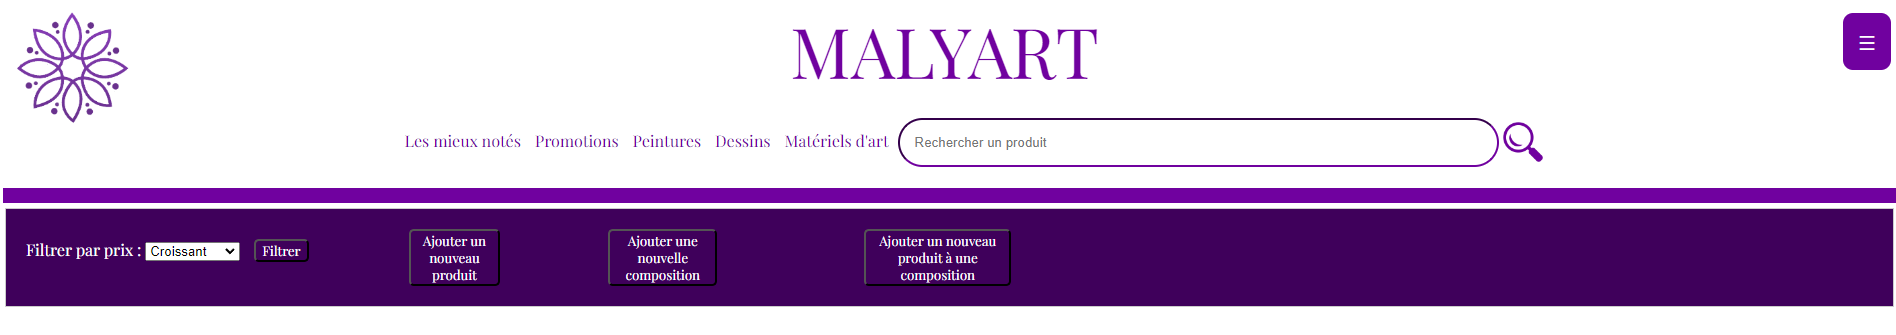 MALYART
Les mieux notés Promotions Peintures Dessins Matériels d'art Rechercher un produit
Filtrer par prix : Croissant Filtrer
Ajouter un
nouveau
produit
Ajouter une
nouvelle
composition
Ajouter un nouveau
produit à une
composition